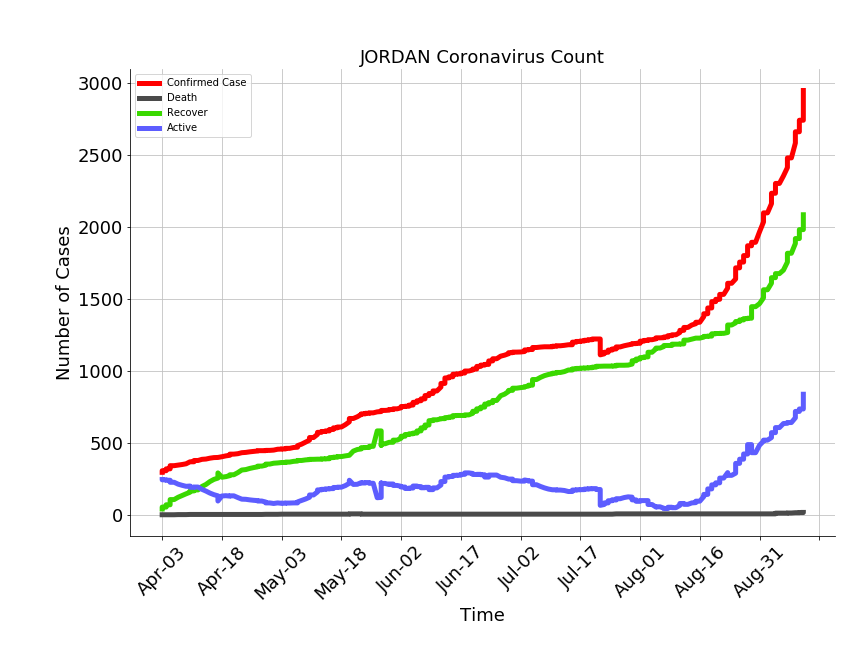 JORDAN Coronavirus Count
Confirmed Case
Death
Recover
Active
3000
2500
2000
1500
1000
500
0
Number of Cases
Apr-03
Apr-18
May-03
May-18
Jun-02
Jun-17
Jul-02
Jul-17
Aug-01
Aug-16
Aug-31
Time